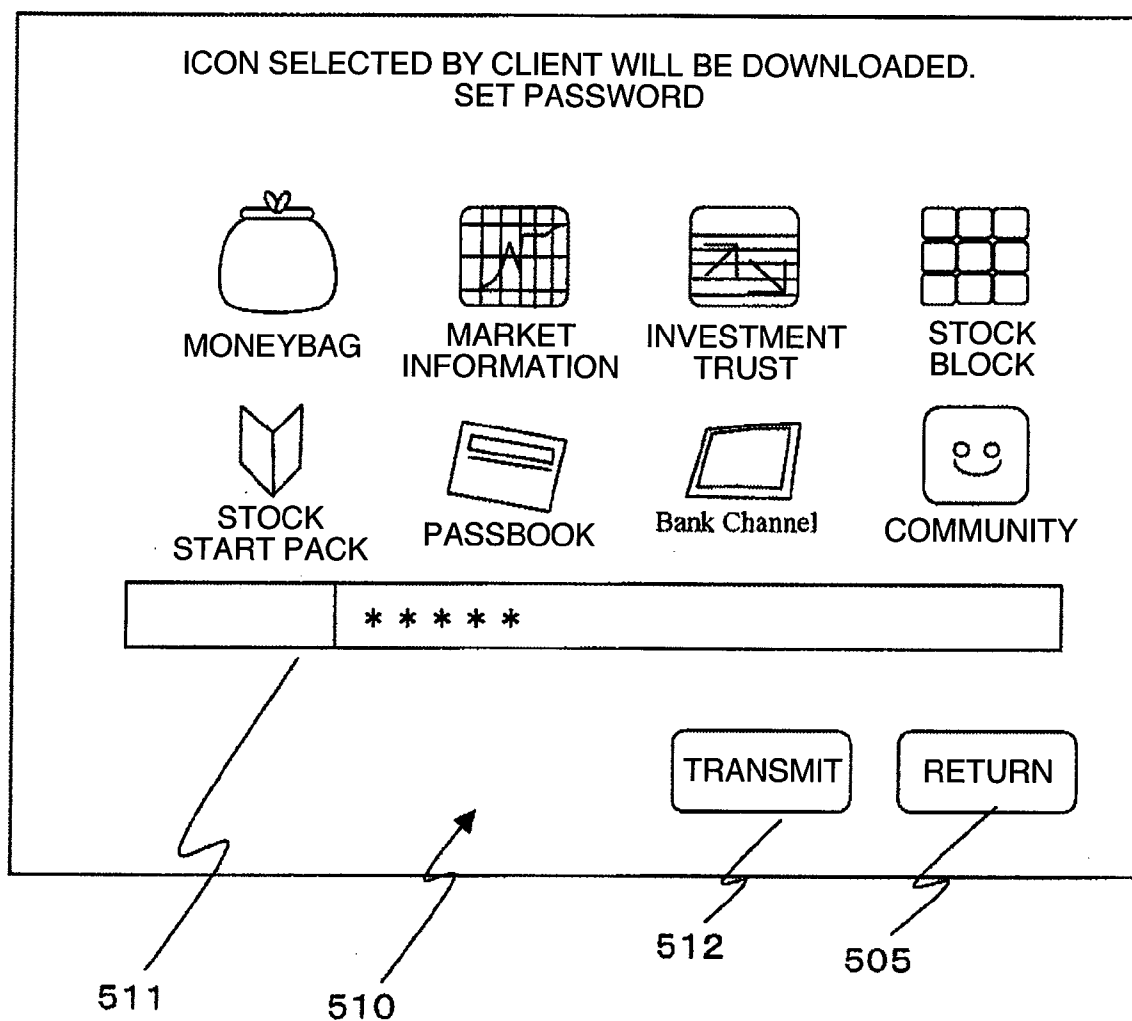 ICON SELECTED BY CLIENT WILL BE DOWNLOADED.
SET PASSWORD
MONEYBAG
MARKET
INFORMATION
INVESTMENT
TRUST
STOCK
BLOCK
STOCK
START PACK
PASSBOOK
Bank Channel
COMMUNITY
* * * * *
TRANSMIT
RETURN
511
510
512
505